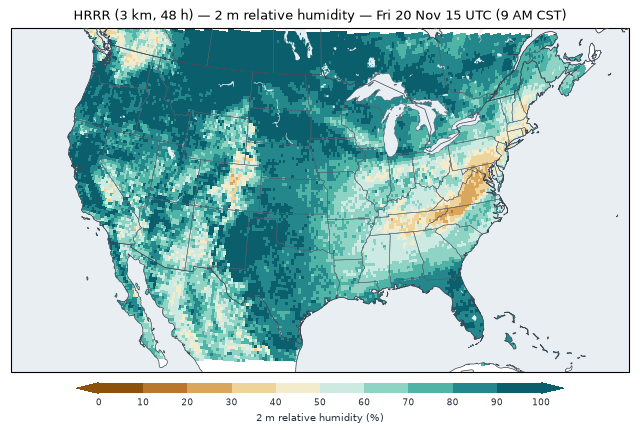 HRRR (3 km, 48 h) — 2 m relative humidity — Fri 20 Nov 15 UTC (9 AM CST)
0 10 20 30 40 50 60 70 80 90 100
2 m relative humidity (%)